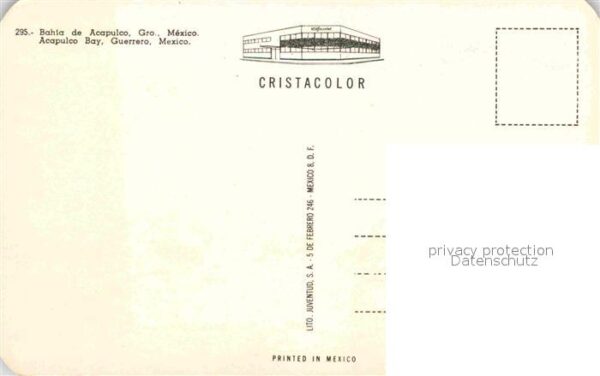 295.- Bahía de Acapulco, Gro., México.
Acapulco Bay, Guerrero, Mexico.
CRISTACOLOR
LITO. JUVENTUD, S. A. - 5 DE FEBRERO 246 - MEXICO 8, D. F.
privacy protection
Datenschutz
PRINTED IN MEXICO